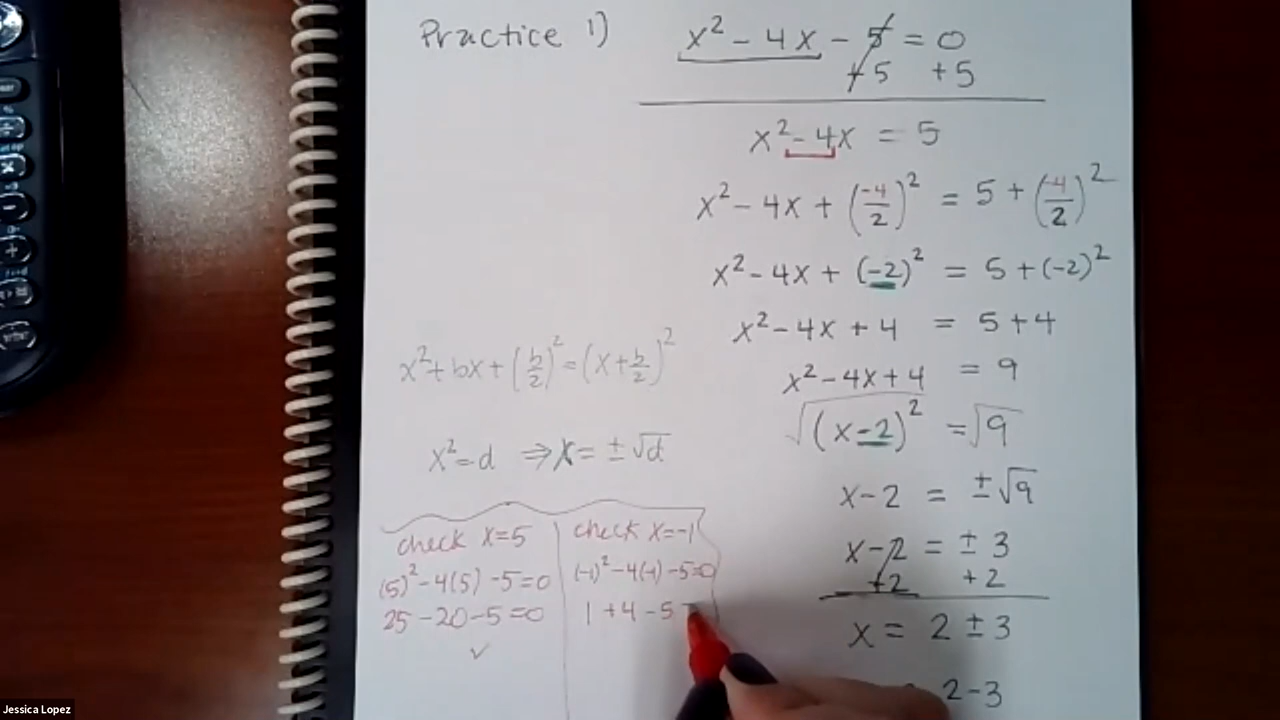 Practice 1)
x² - 4x - 5 = 0
+5 +5
x² - 4x = 5
x² - 4x + (-4/2)² = 5 + (-4/2)²
x² - 4x + (-2)² = 5 + (-2)²
x² - 4x + 4 = 5 + 4
x² - 4x + 4 = 9
√(x-2)² = √9
x - 2 = ±√9
x - 2 = ± 3
+2 +2
x = 2 ± 3
2-3
x² + bx + (b/2)² = (x + b/2)²
x² = d ⇒ x = ±√d
check x=5
(5)² - 4(5) - 5 = 0
25 - 20 - 5 = 0
✓
check x=-1
(-1)² - 4(-1) - 5 = 0
1 + 4 - 5
Jessica Lopez